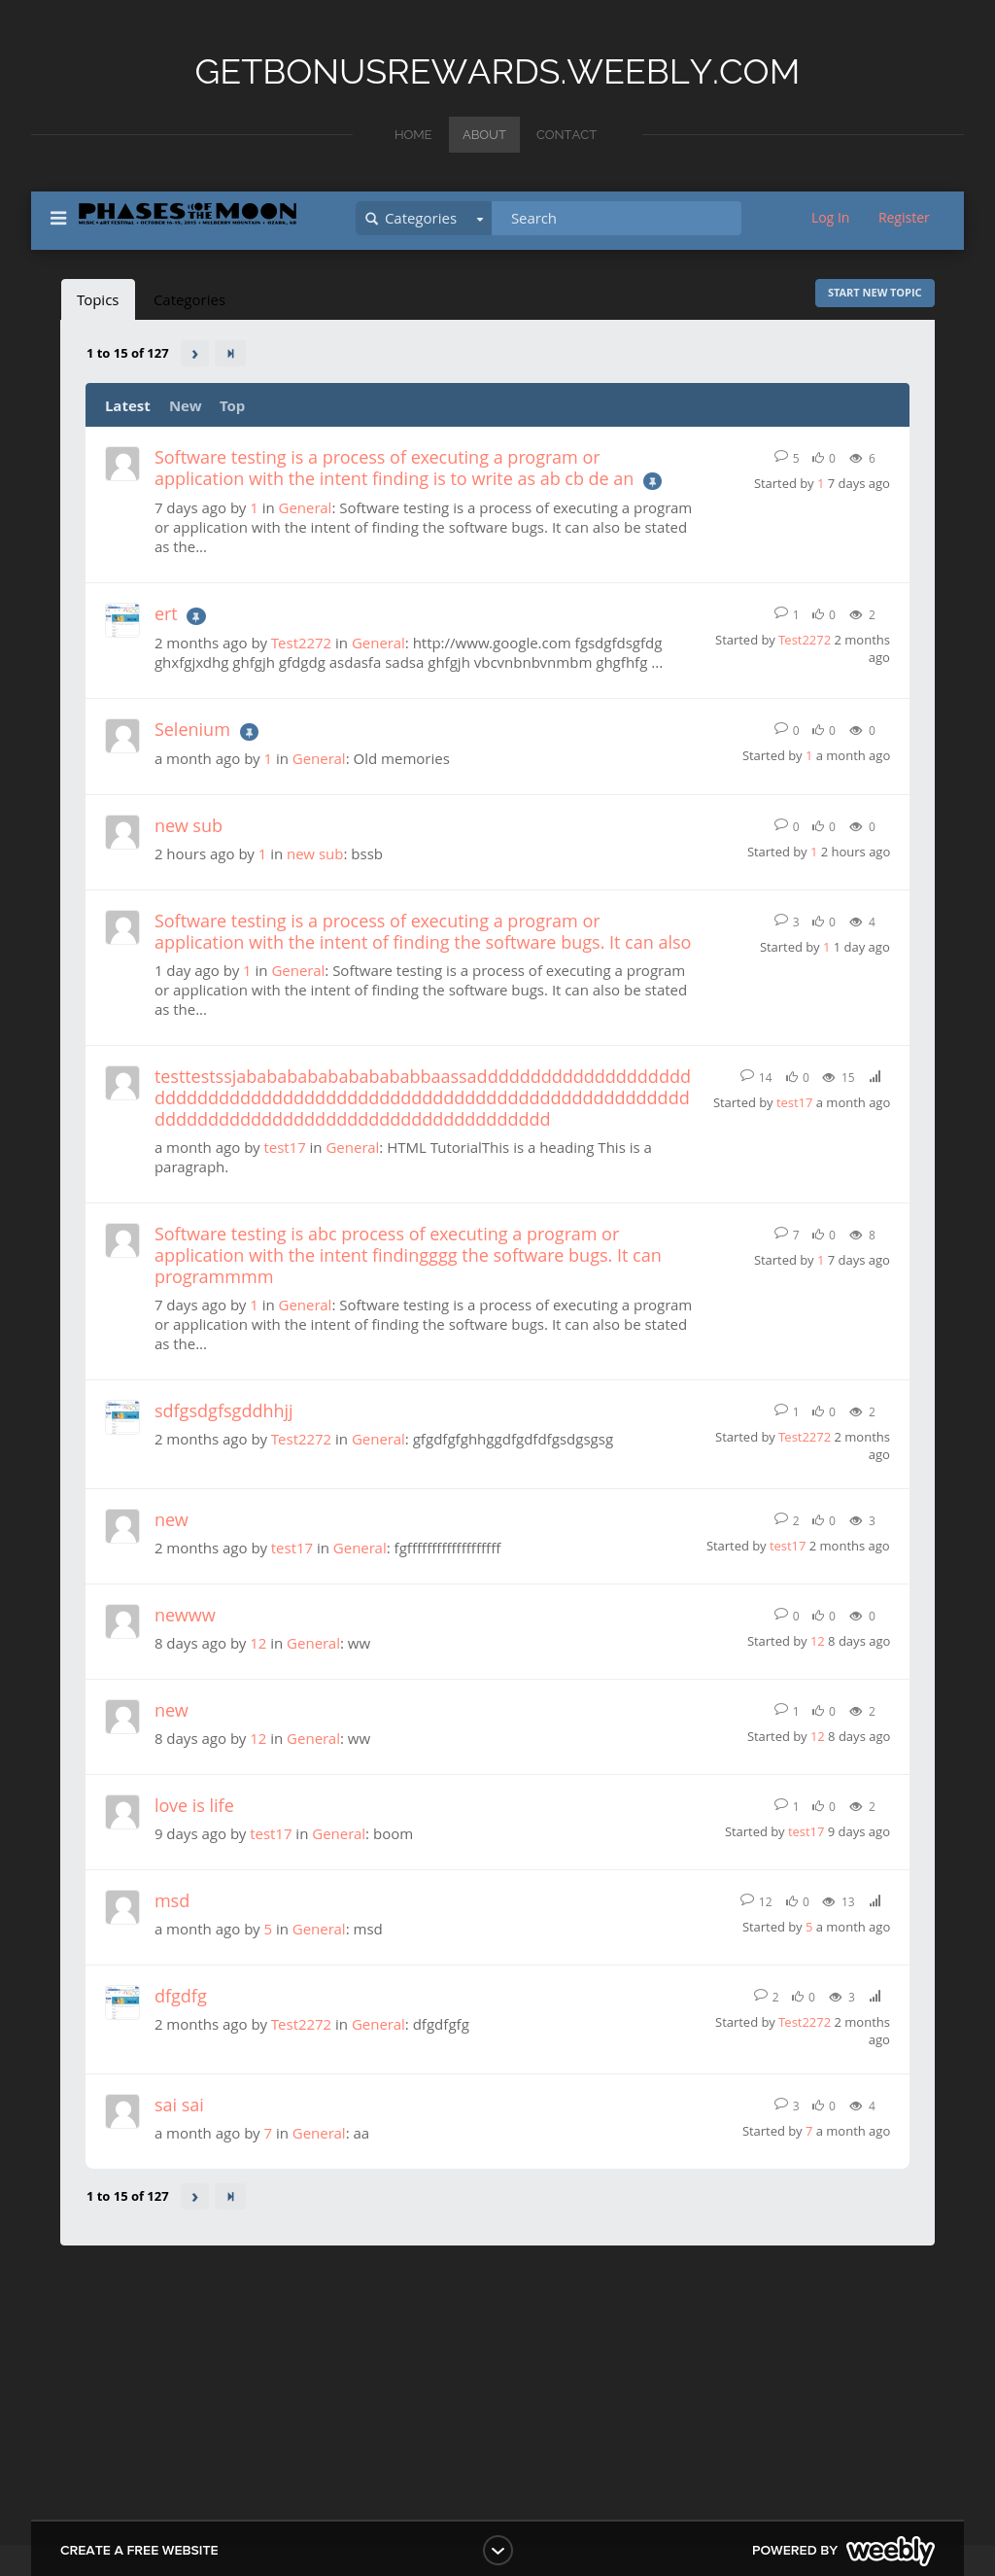 GETBONUSREWARDS.WEEBLY.COM
HOME ABOUT CONTACT
PHASES OF THE MOON
MUSIC + ART FESTIVAL • OCTOBER 16-18, 2015 • MULBERRY MOUNTAIN • OZARK, AR
Categories Search Log In Register
Topics Categories START NEW TOPIC
1 to 15 of 127
Latest New Top
Software testing is a process of executing a program or
application with the intent finding is to write as ab cb de an
5 0 6
Started by 1 7 days ago
7 days ago by 1 in General: Software testing is a process of executing a program
or application with the intent of finding the software bugs. It can also be stated
as the...
ert
1 0 2
Started by Test2272 2 months
ago
2 months ago by Test2272 in General: http://www.google.com fgsdgfdsgfdg
ghxfgjxdhg ghfgjh gfdgdg asdasfa sadsa ghfgjh vbcvnbnbvnmbm ghgfhfg ...
Selenium
0 0 0
Started by 1 a month ago
a month ago by 1 in General: Old memories
new sub
0 0 0
Started by 1 2 hours ago
2 hours ago by 1 in new sub: bssb
Software testing is a process of executing a program or
application with the intent of finding the software bugs. It can also
3 0 4
Started by 1 1 day ago
1 day ago by 1 in General: Software testing is a process of executing a program
or application with the intent of finding the software bugs. It can also be stated
as the...
14 0 15
Started by test17 a month ago
a month ago by test17 in General: HTML TutorialThis is a heading This is a
paragraph.
Software testing is abc process of executing a program or
application with the intent findingggg the software bugs. It can
programmmm
7 0 8
Started by 1 7 days ago
7 days ago by 1 in General: Software testing is a process of executing a program
or application with the intent of finding the software bugs. It can also be stated
as the...
sdfgsdgfsgddhhjj
1 0 2
Started by Test2272 2 months
ago
2 months ago by Test2272 in General: gfgdfgfghhggdfgdfdfgsdgsgsg
new
2 0 3
Started by test17 2 months ago
2 months ago by test17 in General:
newww
0 0 0
Started by 12 8 days ago
8 days ago by 12 in General: ww
new
1 0 2
Started by 12 8 days ago
8 days ago by 12 in General: ww
love is life
1 0 2
Started by test17 9 days ago
9 days ago by test17 in General: boom
msd
12 0 13
Started by 5 a month ago
a month ago by 5 in General: msd
dfgdfg
2 0 3
Started by Test2272 2 months
ago
2 months ago by Test2272 in General: dfgdfgfg
sai sai
3 0 4
Started by 7 a month ago
a month ago by 7 in General: aa
1 to 15 of 127
CREATE A FREE WEBSITE POWERED BY weebly